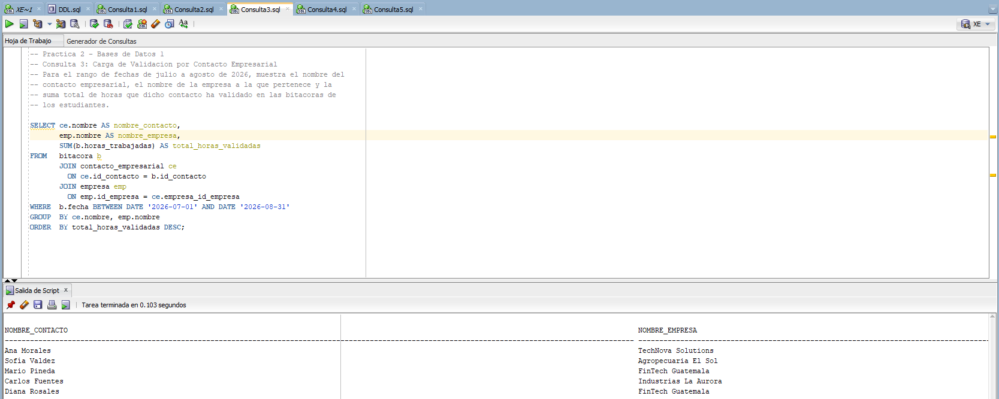 XE~1 DDL.sql Consulta1.sql Consulta2.sql Consulta3.sql Consulta4.sql Consulta5.sql
XE
Hoja de Trabajo Generador de Consultas
-- Practica 2 - Bases de Datos 1
-- Consulta 3: Carga de Validacion por Contacto Empresarial
-- Para el rango de fechas de julio a agosto de 2026, muestra el nombre del
-- contacto empresarial, el nombre de la empresa a la que pertenece y la
-- suma total de horas que dicho contacto ha validado en las bitacoras de
-- los estudiantes.
SELECT ce.nombre AS nombre_contacto,
emp.nombre AS nombre_empresa,
SUM(b.horas_trabajadas) AS total_horas_validadas
FROM bitacora b
JOIN contacto_empresarial ce
ON ce.id_contacto = b.id_contacto
JOIN empresa emp
ON emp.id_empresa = ce.empresa_id_empresa
WHERE b.fecha BETWEEN DATE '2026-07-01' AND DATE '2026-08-31'
GROUP BY ce.nombre, emp.nombre
ORDER BY total_horas_validadas DESC;
Salida de Script x
Tarea terminada en 0.103 segundos
NOMBRE_CONTACTO NOMBRE_EMPRESA
Ana Morales TechNova Solutions
Sofía Valdez Agropecuaria El Sol
Mario Pineda FinTech Guatemala
Carlos Fuentes Industrias La Aurora
Diana Rosales FinTech Guatemala